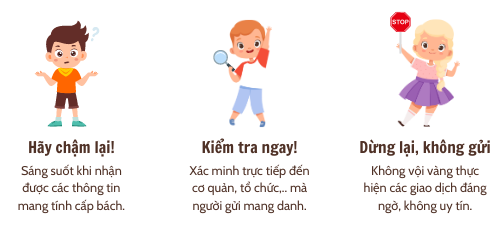 ?
STOP
Hãy chậm lại!
Sáng suốt khi nhận
được các thông tin
mang tính cấp bách.
Kiểm tra ngay!
Xác minh trực tiếp đến
cơ quản, tổ chức,.. mà
người gửi mang danh.
Dừng lại, không gửi
Không vội vàng thực
hiện các giao dịch đáng
ngờ, không uy tín.